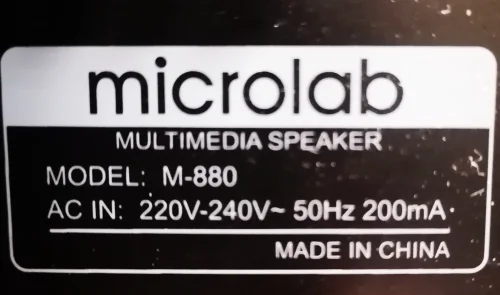 microlab
MULTIMEDIA SPEAKER
MODEL: M-880
AC IN: 220V-240V~ 50Hz 200mA
MADE IN CHINA